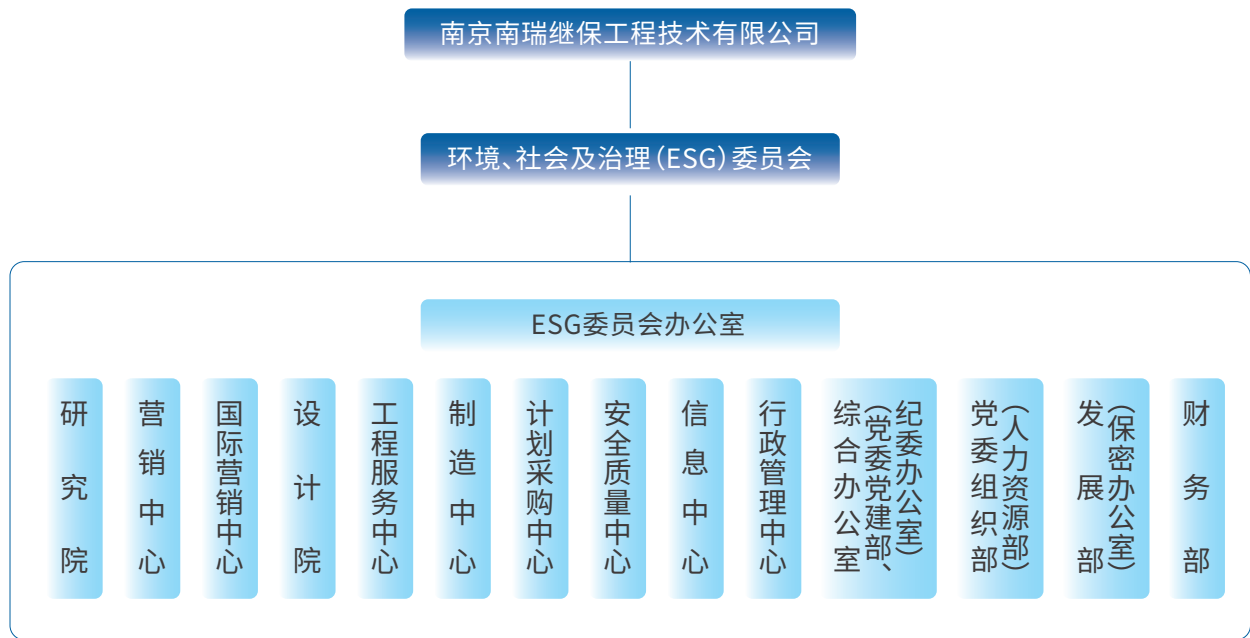 南京南瑞继保工程技术有限公司
环境、社会及治理（ESG）委员会
ESG委员会办公室
研究院
营销中心
国际营销中心
设计院
工程服务中心
制造中心
计划采购中心
安全质量中心
信息中心
行政管理中心
综合办公室
（党委党建部、
纪委办公室）
党委组织部
（人力资源部）
发展部
（保密办公室）
财务部